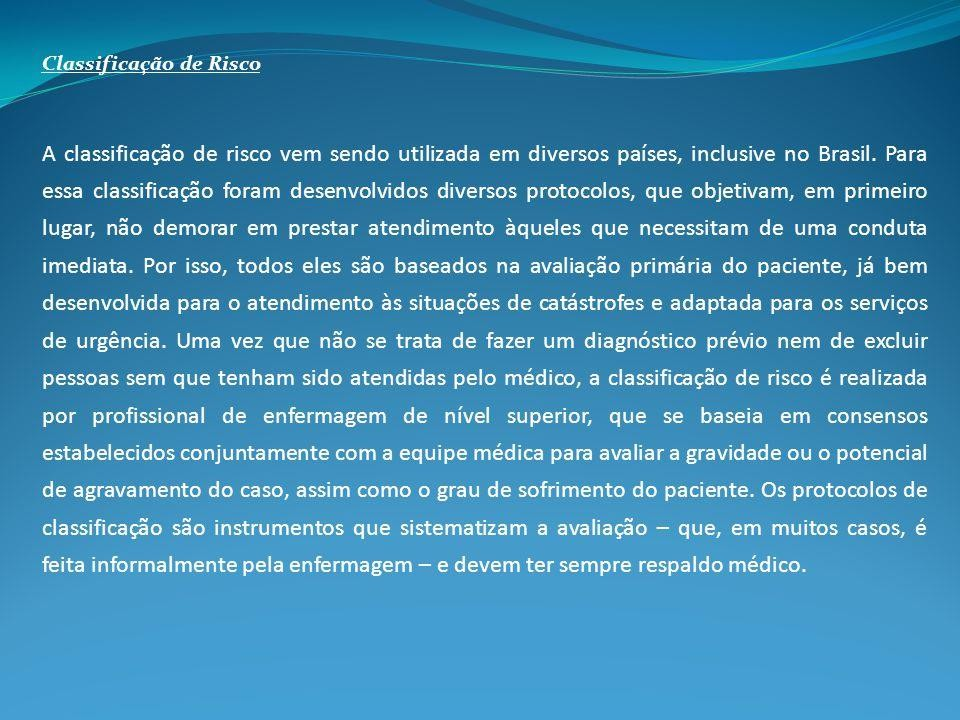 Classificação de Risco
A classificação de risco vem sendo utilizada em diversos países, inclusive no Brasil. Para
essa classificação foram desenvolvidos diversos protocolos, que objetivam, em primeiro
lugar, não demorar em prestar atendimento àqueles que necessitam de uma conduta
imediata. Por isso, todos eles são baseados na avaliação primária do paciente, já bem
desenvolvida para o atendimento às situações de catástrofes e adaptada para os serviços
de urgência. Uma vez que não se trata de fazer um diagnóstico prévio nem de excluir
pessoas sem que tenham sido atendidas pelo médico, a classificação de risco é realizada
por profissional de enfermagem de nível superior, que se baseia em consensos
estabelecidos conjuntamente com a equipe médica para avaliar a gravidade ou o potencial
de agravamento do caso, assim como o grau de sofrimento do paciente. Os protocolos de
classificação são instrumentos que sistematizam a avaliação – que, em muitos casos, é
feita informalmente pela enfermagem – e devem ter sempre respaldo médico.